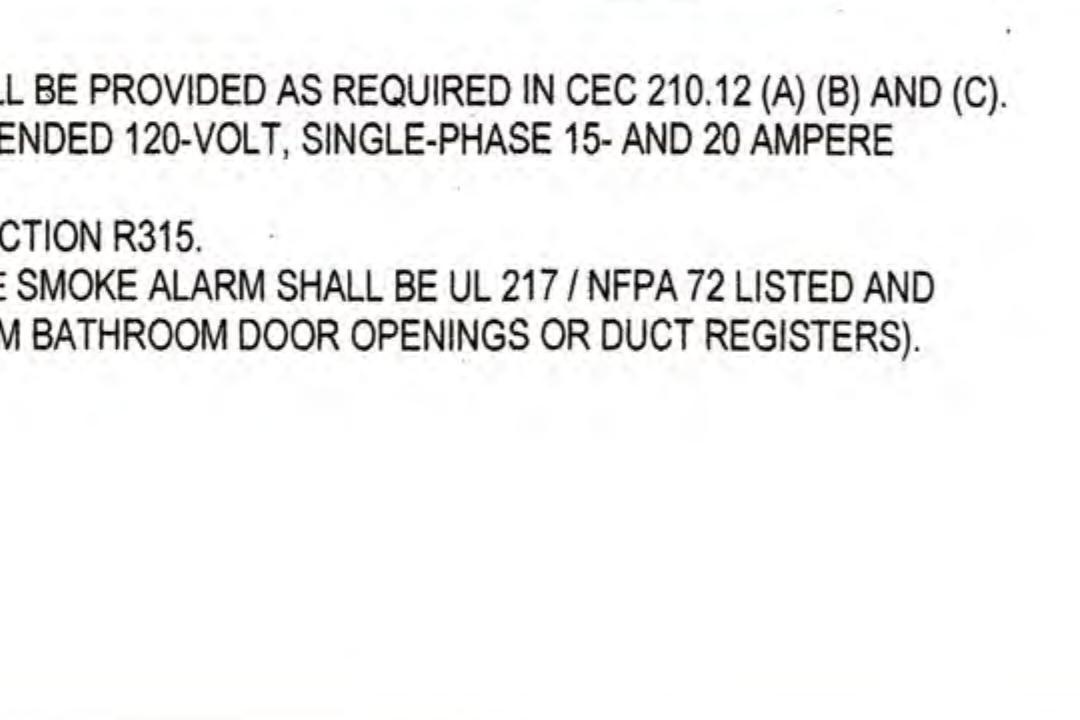 LL BE PROVIDED AS REQUIRED IN CEC 210.12 (A) (B) AND (C).
ENDED 120-VOLT, SINGLE-PHASE 15- AND 20 AMPERE
CTION R315.
E SMOKE ALARM SHALL BE UL 217 / NFPA 72 LISTED AND
M BATHROOM DOOR OPENINGS OR DUCT REGISTERS).